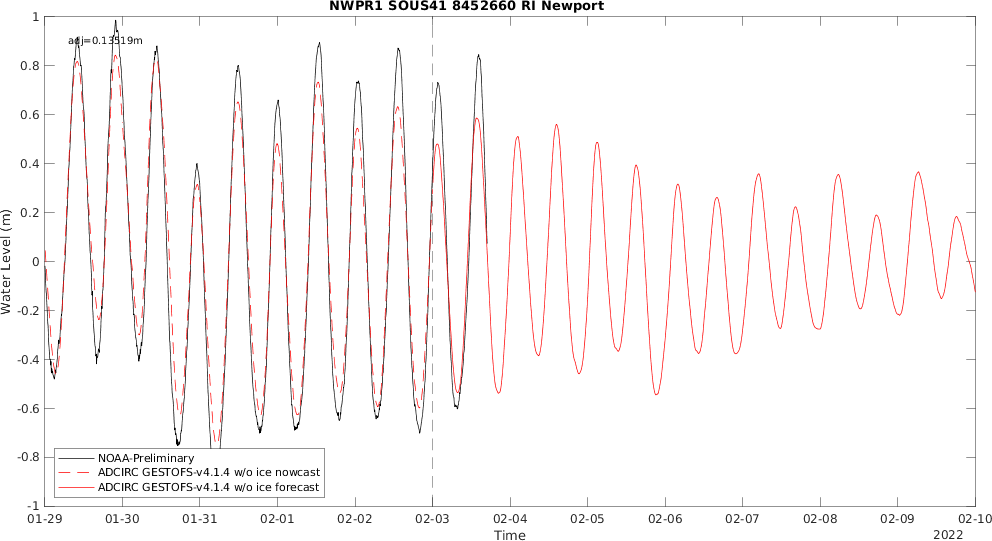 NWPR1 SOUS41 8452660 RI Newport
adj=0.13519m
1
0.8
0.6
0.4
0.2
0
-0.2
-0.4
-0.6
-0.8
-1
Water Level (m)
NOAA-Preliminary
ADCIRC GESTOFS-v4.1.4 w/o ice nowcast
ADCIRC GESTOFS-v4.1.4 w/o ice forecast
01-29 01-30 01-31 02-01 02-02 02-03 02-04 02-05 02-06 02-07 02-08 02-09 02-10
Time
2022